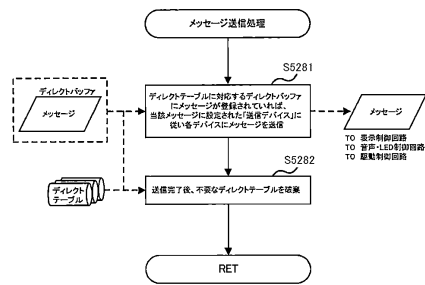 メッセージ送信処理
S5281
ディレクトテーブルに対応するディレクトバッファ
にメッセージが登録されていれば、
当該メッセージに設定された「送信デバイス」に
従い各デバイスにメッセージを送信
ディレクトバッファ
メッセージ
メッセージ
TO 表示制御回路
TO 音声・LED制御回路
TO 駆動制御回路
S5282
送信完了後、不要なディレクトテーブルを破棄
ディレクト
テーブル
RET